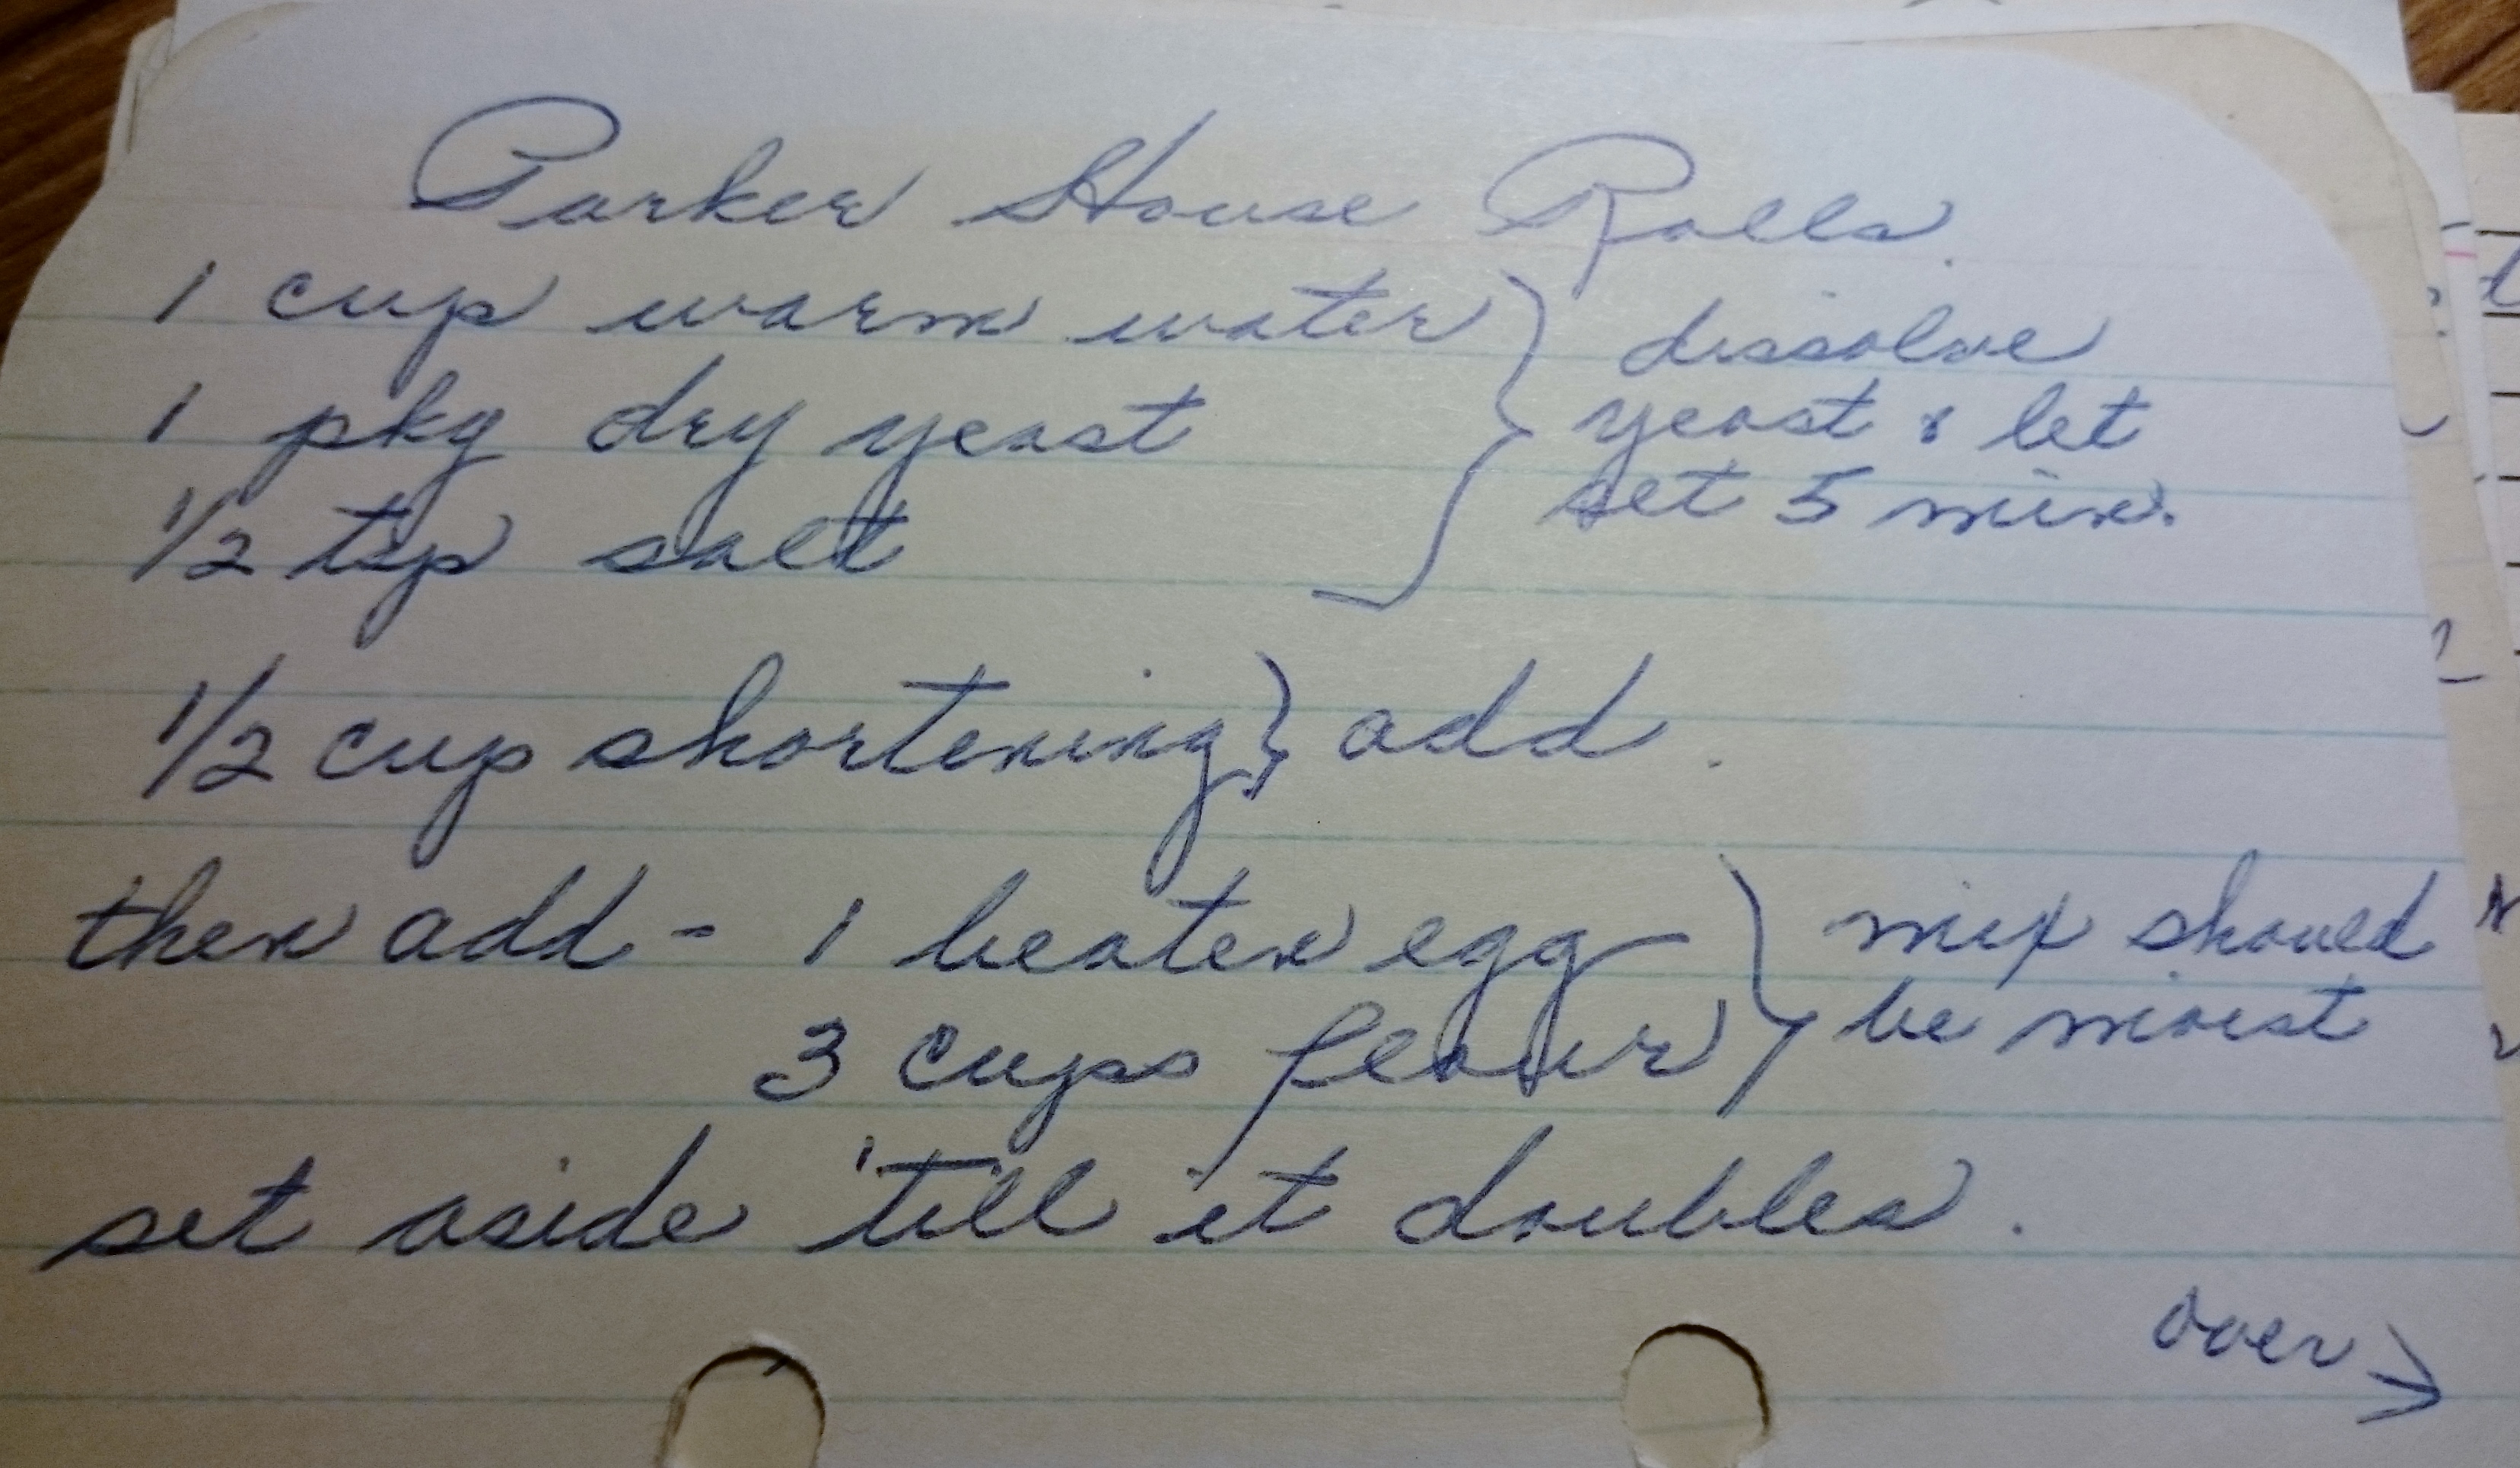 Parker House Rolls
1 cup warm water } dissolve
1 pkg dry yeast } yeast & let
1/2 tsp salt } set 5 min.
1/2 cup shortening } add.
then add - 1 beaten egg } mix should
3 cups flour } be moist
set aside 'till it doubles.
over →